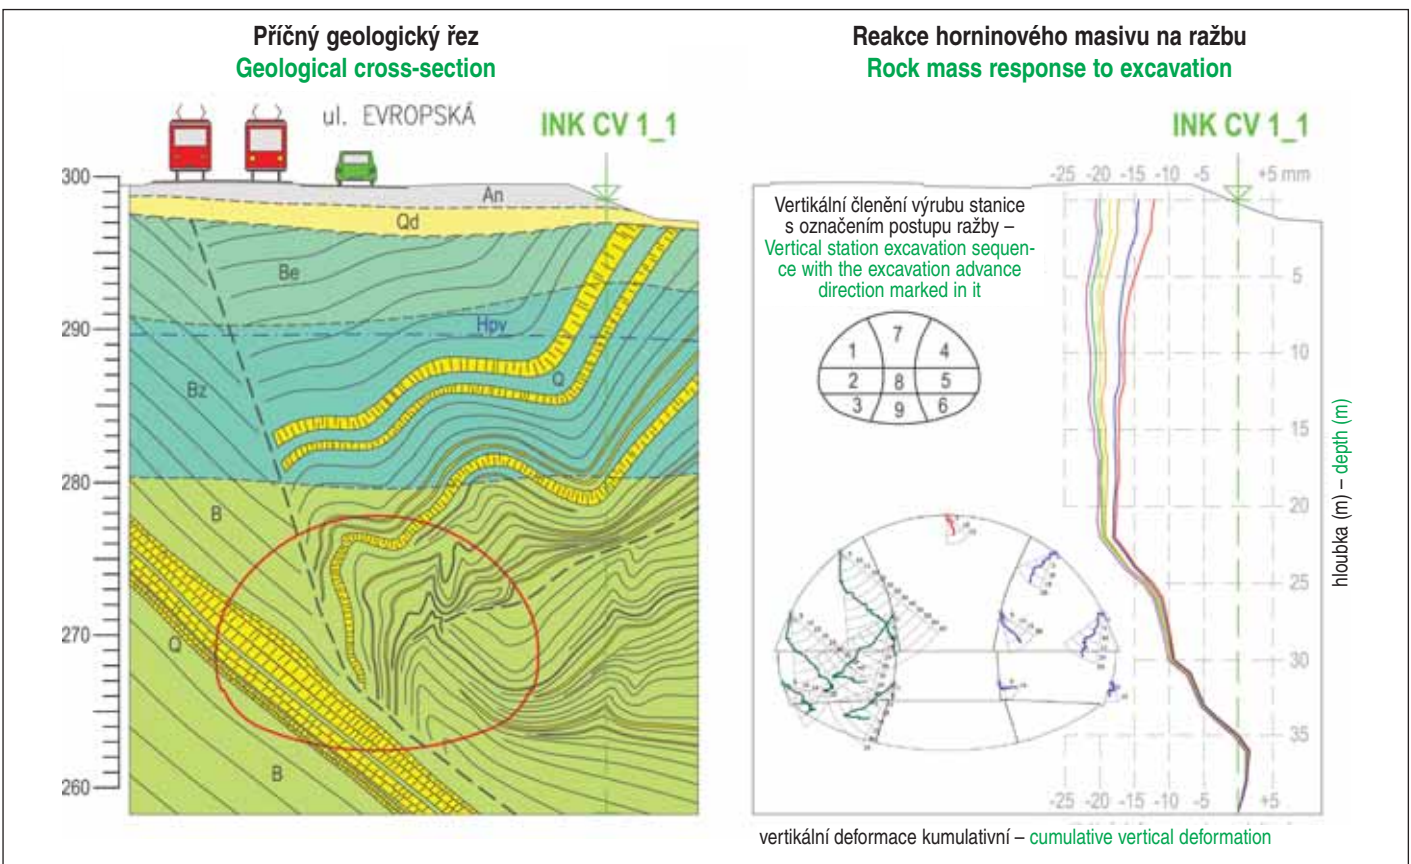 Příčný geologický řez
Geological cross-section
ul. EVROPSKÁ
INK CV 1_1
300
290
280
270
260
An
Qd
Be
Hpv
Bz
Q
B
Q
B
Reakce horninového masivu na ražbu
Rock mass response to excavation
INK CV 1_1
-25 -20 -15 -10 -5 +5 mm
Vertikální členění výrubu stanice
s označením postupu ražby –
Vertical station excavation sequen-
ce with the excavation advance
direction marked in it
1 7 4
2 8 5
3 9 6
5
10
15
20
25
30
35
hloubka (m) – depth (m)
-25 -20 -15 -10 -5 +5
vertikální deformace kumulativní – cumulative vertical deformation